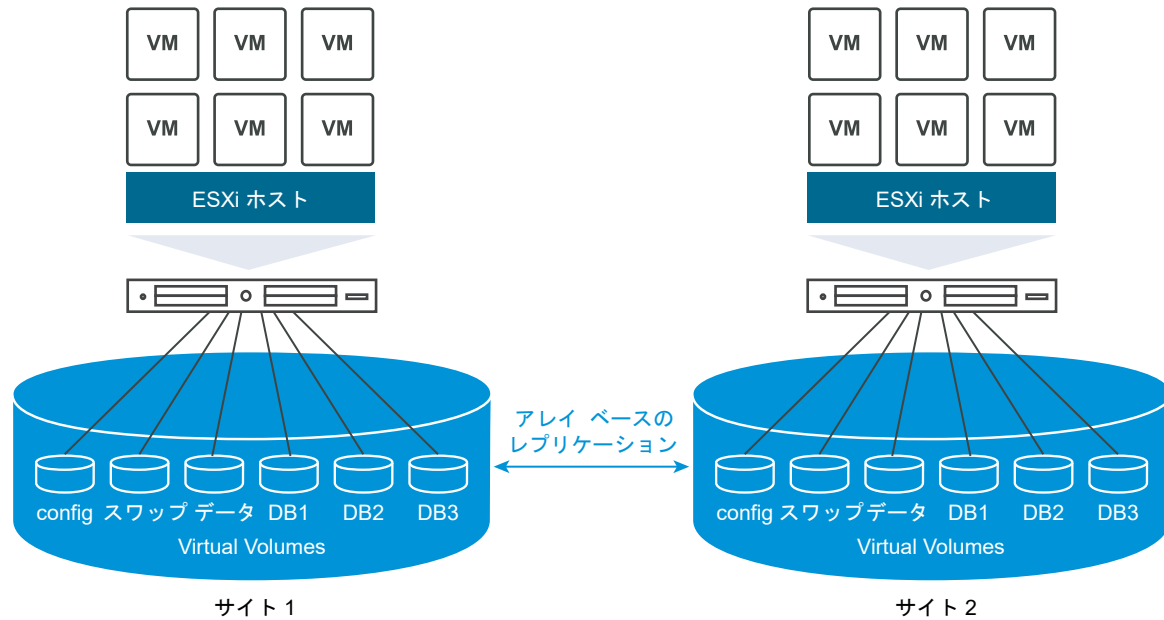 VM VM VM
VM VM VM
ESXi ホスト
config スワップ データ DB1 DB2 DB3
Virtual Volumes
サイト 1
アレイ ベースの
レプリケーション
VM VM VM
VM VM VM
ESXi ホスト
config スワップ データ DB1 DB2 DB3
Virtual Volumes
サイト 2